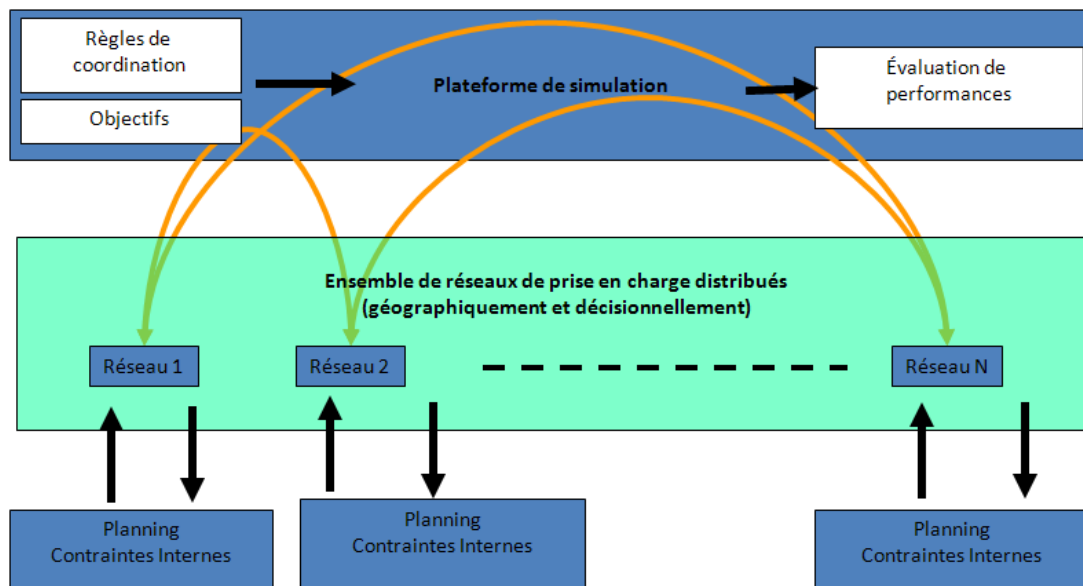 Règles de
coordination
Objectifs
Plateforme de simulation
Évaluation de
performances
Ensemble de réseaux de prise en charge distribués
(géographiquement et décisionnellement)
Réseau 1
Réseau 2
Réseau N
Planning
Contraintes Internes
Planning
Contraintes Internes
Planning
Contraintes Internes